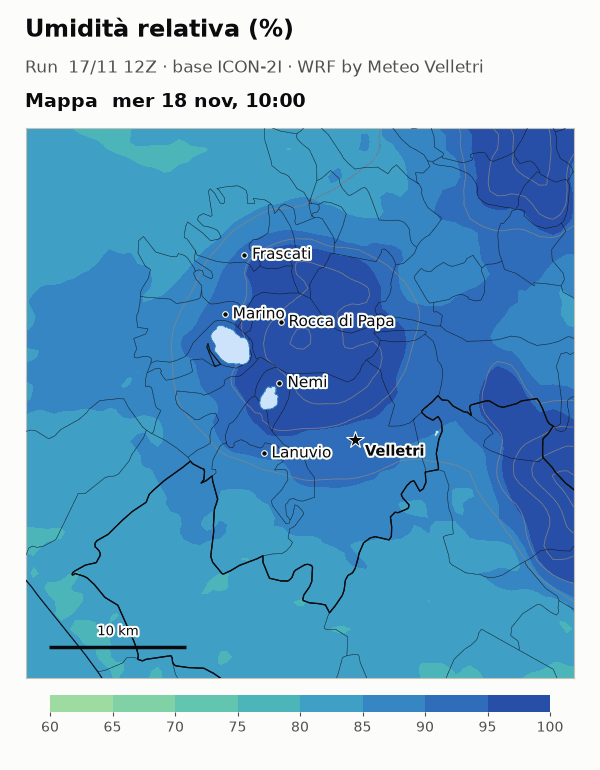 Umidità relativa (%)
Run  17/11 12Z · base ICON-2I · WRF by Meteo Velletri
Mappa  mer 18 nov, 10:00
Frascati
Marino
Rocca di Papa
Nemi
Velletri
Lanuvio
10 km
60 65 70 75 80 85 90 95 100